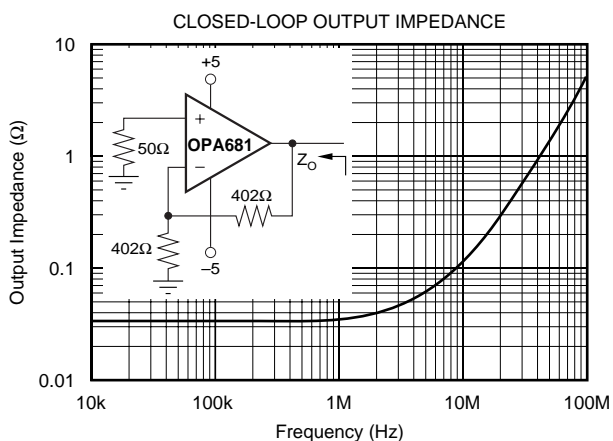 CLOSED-LOOP OUTPUT IMPEDANCE
Output Impedance (Ω)
10
1
0.1
0.01
+5
+
OPA681
–
50Ω
Z_O
402Ω
402Ω
–5
10k 100k 1M 10M 100M
Frequency (Hz)